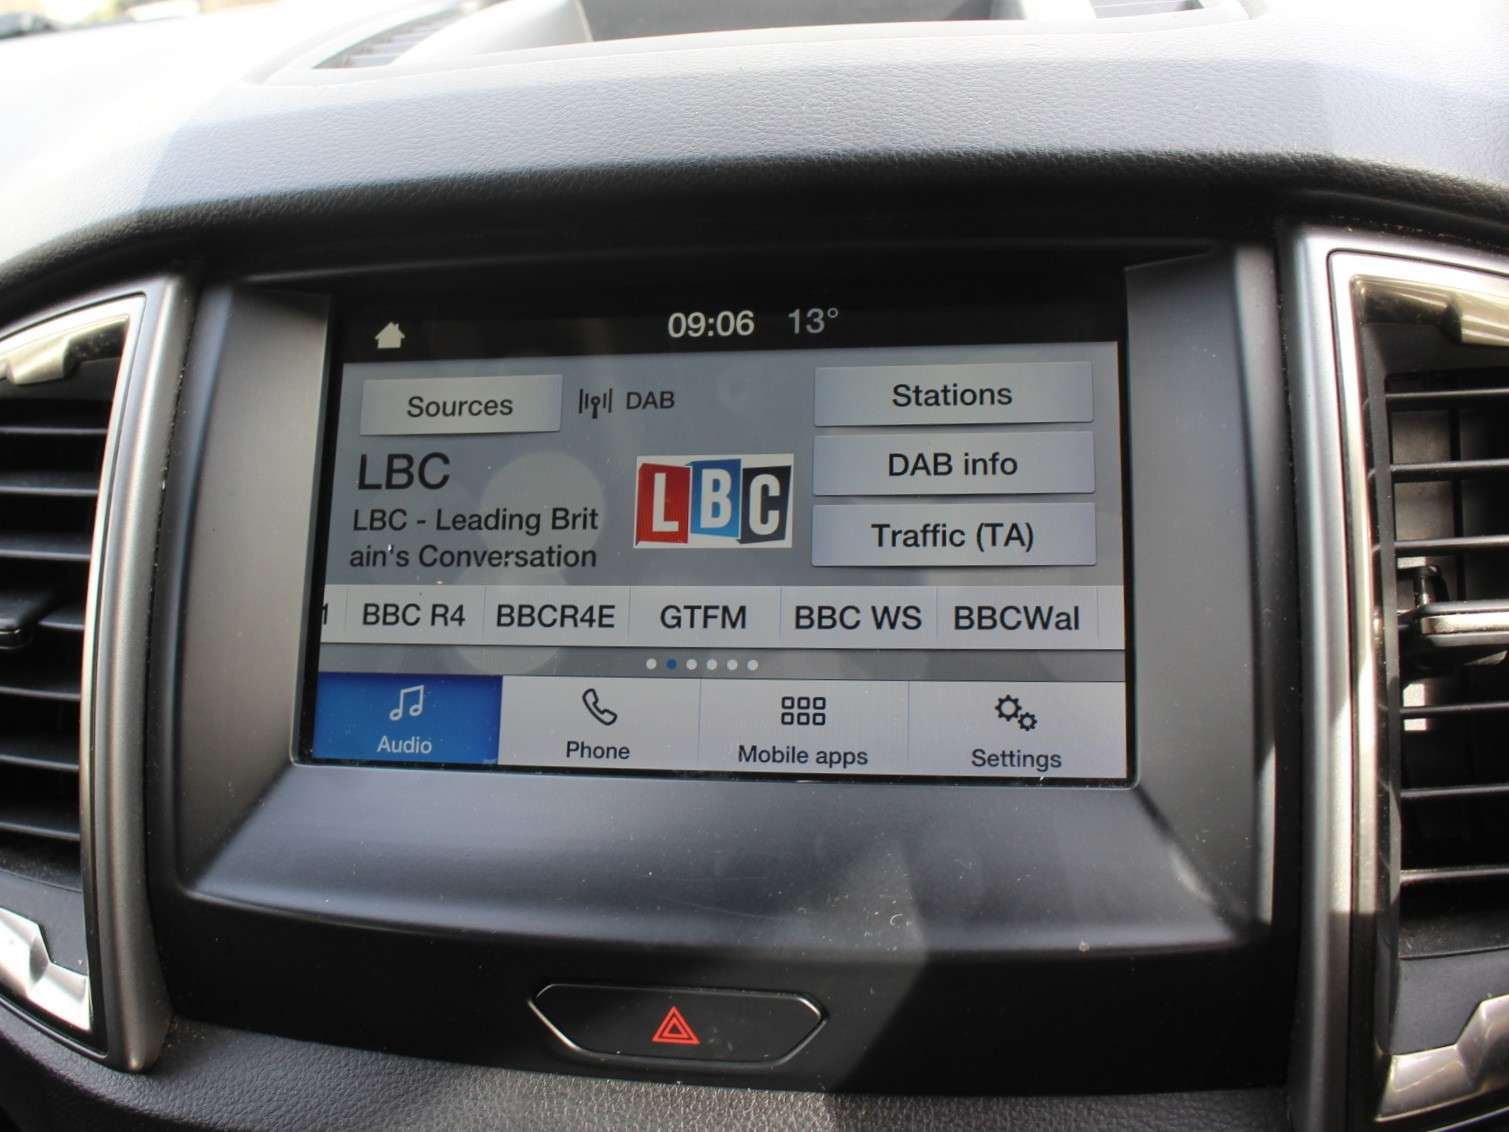 09:06 13°
Sources DAB Stations
LBC
LBC
DAB info
LBC - Leading Brit
ain's Conversation
Traffic (TA)
BBC R4 BBCR4E GTFM BBC WS BBCWal
Audio Phone Mobile apps Settings